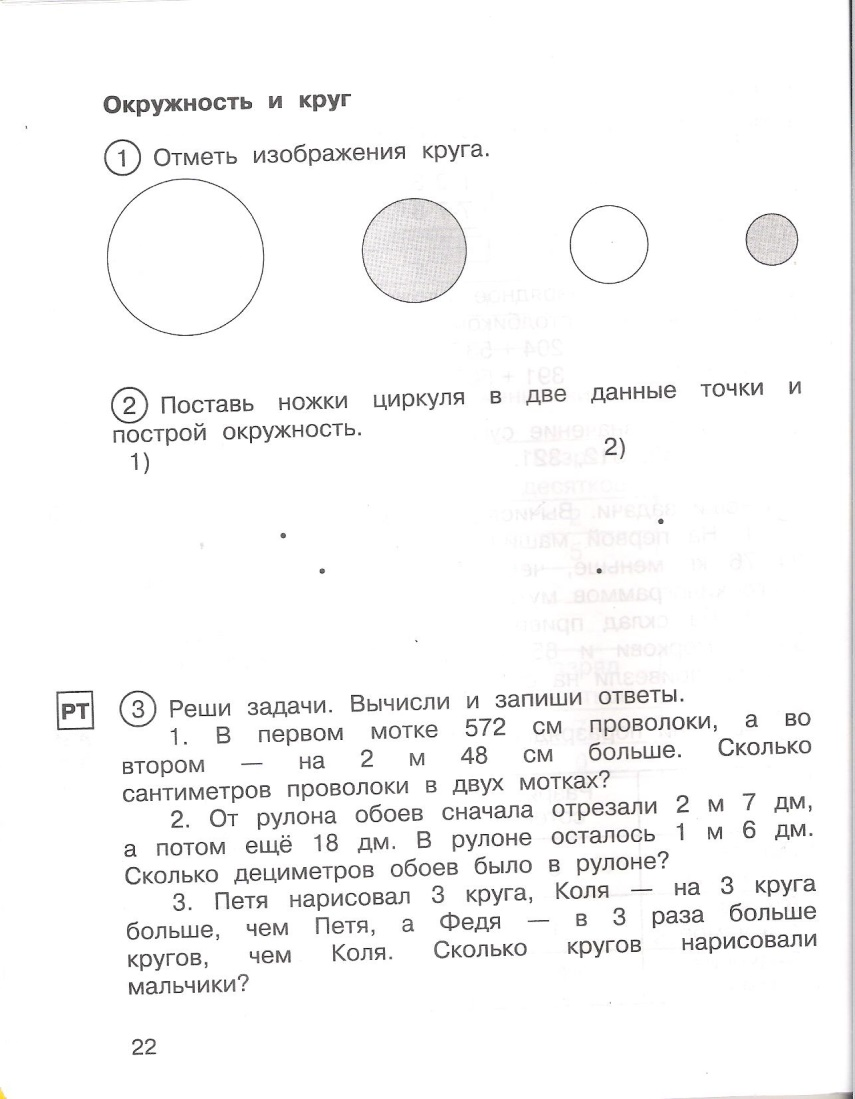 Окружность и круг
1 Отметь изображения круга.
2 Поставь ножки циркуля в две данные точки и
построй окружность.
1) 2)
РТ 3 Реши задачи. Вычисли и запиши ответы.
1. В первом мотке 572 см проволоки, а во
втором — на 2 м 48 см больше. Сколько
сантиметров проволоки в двух мотках?
2. От рулона обоев сначала отрезали 2 м 7 дм,
а потом ещё 18 дм. В рулоне осталось 1 м 6 дм.
Сколько дециметров обоев было в рулоне?
3. Петя нарисовал 3 круга, Коля — на 3 круга
больше, чем Петя, а Федя — в 3 раза больше
кругов, чем Коля. Сколько кругов нарисовали
мальчики?
22